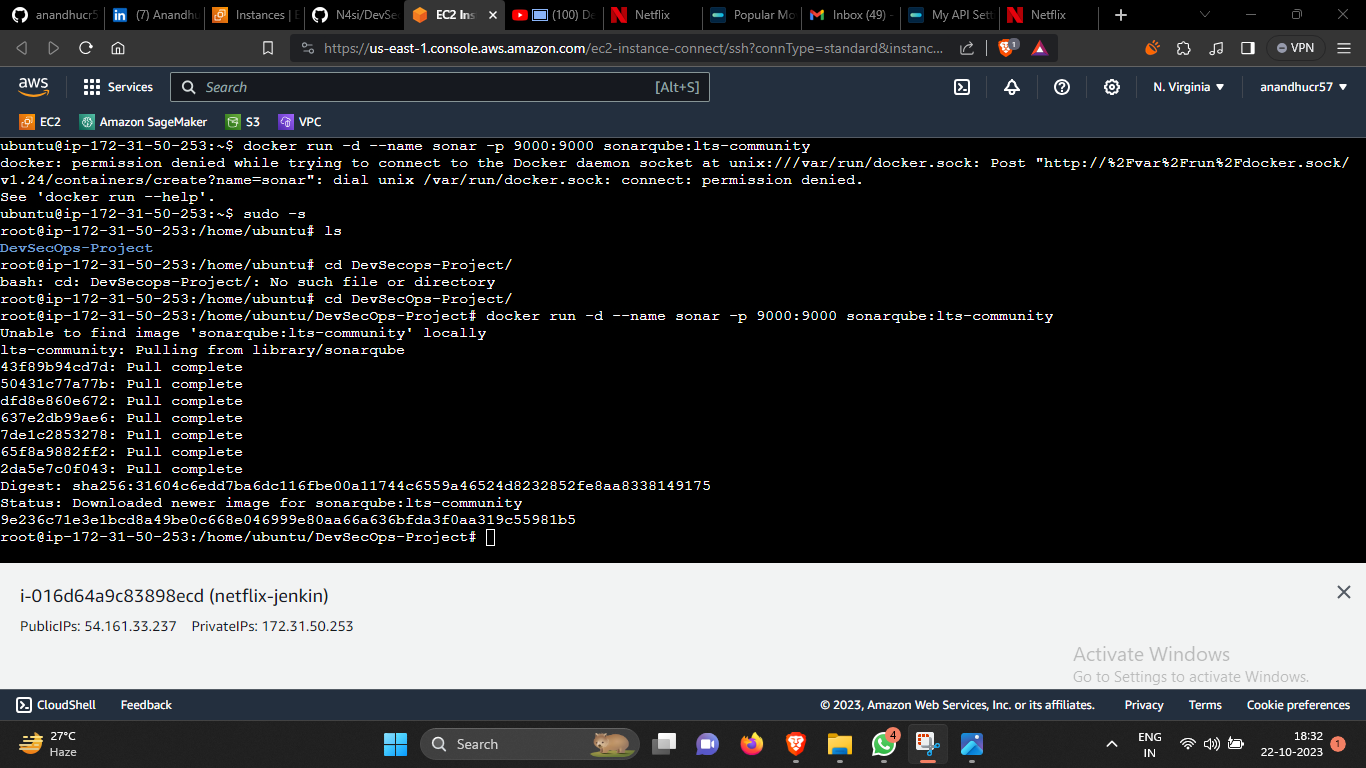 anandhucr5
(7) Anandhu
Instances | E
N4si/DevSe
EC2 Ins
(100) De
Netflix
Popular Mo
Inbox (49) -
My API Sett
Netflix
https://us-east-1.console.aws.amazon.com/ec2-instance-connect/ssh?connType=standard&instanc...
1
VPN
aws
Services
Search
[Alt+S]
N. Virginia
anandhucr57
EC2
Amazon SageMaker
S3
VPC
ubuntu@ip-172-31-50-253:~$ docker run -d --name sonar -p 9000:9000 sonarqube:lts-community
docker: permission denied while trying to connect to the Docker daemon socket at unix:///var/run/docker.sock: Post "http://%2Fvar%2Frun%2Fdocker.sock/
v1.24/containers/create?name=sonar": dial unix /var/run/docker.sock: connect: permission denied.
See 'docker run --help'.
ubuntu@ip-172-31-50-253:~$ sudo -s
root@ip-172-31-50-253:/home/ubuntu# ls
DevSecOps-Project
root@ip-172-31-50-253:/home/ubuntu# cd DevSecops-Project/
bash: cd: DevSecops-Project/: No such file or directory
root@ip-172-31-50-253:/home/ubuntu# cd DevSecOps-Project/
root@ip-172-31-50-253:/home/ubuntu/DevSecOps-Project# docker run -d --name sonar -p 9000:9000 sonarqube:lts-community
Unable to find image 'sonarqube:lts-community' locally
lts-community: Pulling from library/sonarqube
43f89b94cd7d: Pull complete
50431c77a77b: Pull complete
dfd8e860e672: Pull complete
637e2db99ae6: Pull complete
7de1c2853278: Pull complete
65f8a9882ff2: Pull complete
2da5e7c0f043: Pull complete
Digest: sha256:31604c6edd7ba6dc116fbe00a11744c6559a46524d8232852fe8aa8338149175
Status: Downloaded newer image for sonarqube:lts-community
9e236c71e3e1bcd8a49be0c668e046999e80aa66a636bfda3f0aa319c55981b5
root@ip-172-31-50-253:/home/ubuntu/DevSecOps-Project#
i-016d64a9c83898ecd (netflix-jenkin)
PublicIPs: 54.161.33.237 PrivateIPs: 172.31.50.253
Activate Windows
Go to Settings to activate Windows.
CloudShell
Feedback
© 2023, Amazon Web Services, Inc. or its affiliates.
Privacy
Terms
Cookie preferences
27°C
Haze
Search
4
ENG
IN
18:32
22-10-2023
1